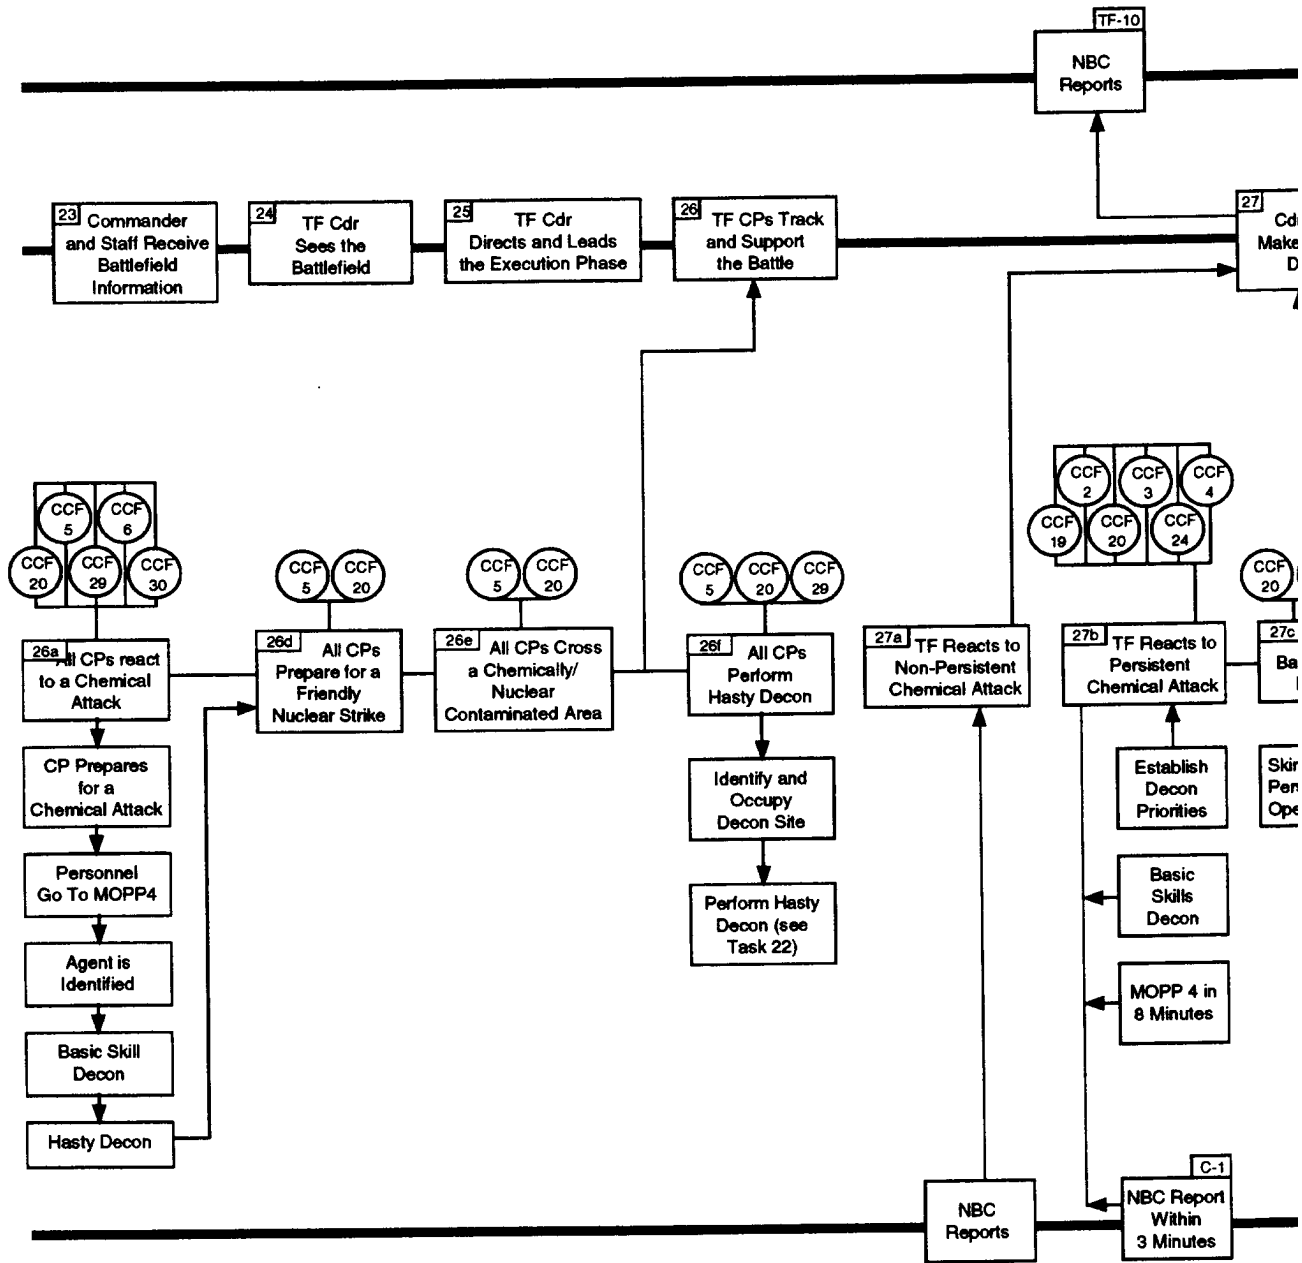 TF-10
NBC
Reports
23
Commander
and Staff Receive
Battlefield
Information
24
TF Cdr
Sees the
Battlefield
25
TF Cdr
Directs and Leads
the Execution Phase
26
TF CPs Track
and Support
the Battle
27
Cdr
Make
D
CCF
5
CCF
6
CCF
20
CCF
29
CCF
30
CCF
5
CCF
20
CCF
5
CCF
20
CCF
5
CCF
20
CCF
29
CCF
2
CCF
3
CCF
4
CCF
19
CCF
20
CCF
24
CCF
20
26a
All CPs react
to a Chemical
Attack
CP Prepares
for a
Chemical Attack
Personnel
Go To MOPP4
Agent is
Identified
Basic Skill
Decon
Hasty Decon
26d
All CPs
Prepare for a
Friendly
Nuclear Strike
26e
All CPs Cross
a Chemically/
Nuclear
Contaminated Area
26f
All CPs
Perform
Hasty Decon
Identify and
Occupy
Decon Site
Perform Hasty
Decon (see
Task 22)
27a
TF Reacts to
Non-Persistent
Chemical Attack
27b
TF Reacts to
Persistent
Chemical Attack
Establish
Decon
Priorities
Basic
Skills
Decon
MOPP 4 in
8 Minutes
27c
Ba
Skin
Pers
Ope
NBC
Reports
C-1
NBC Report
Within
3 Minutes